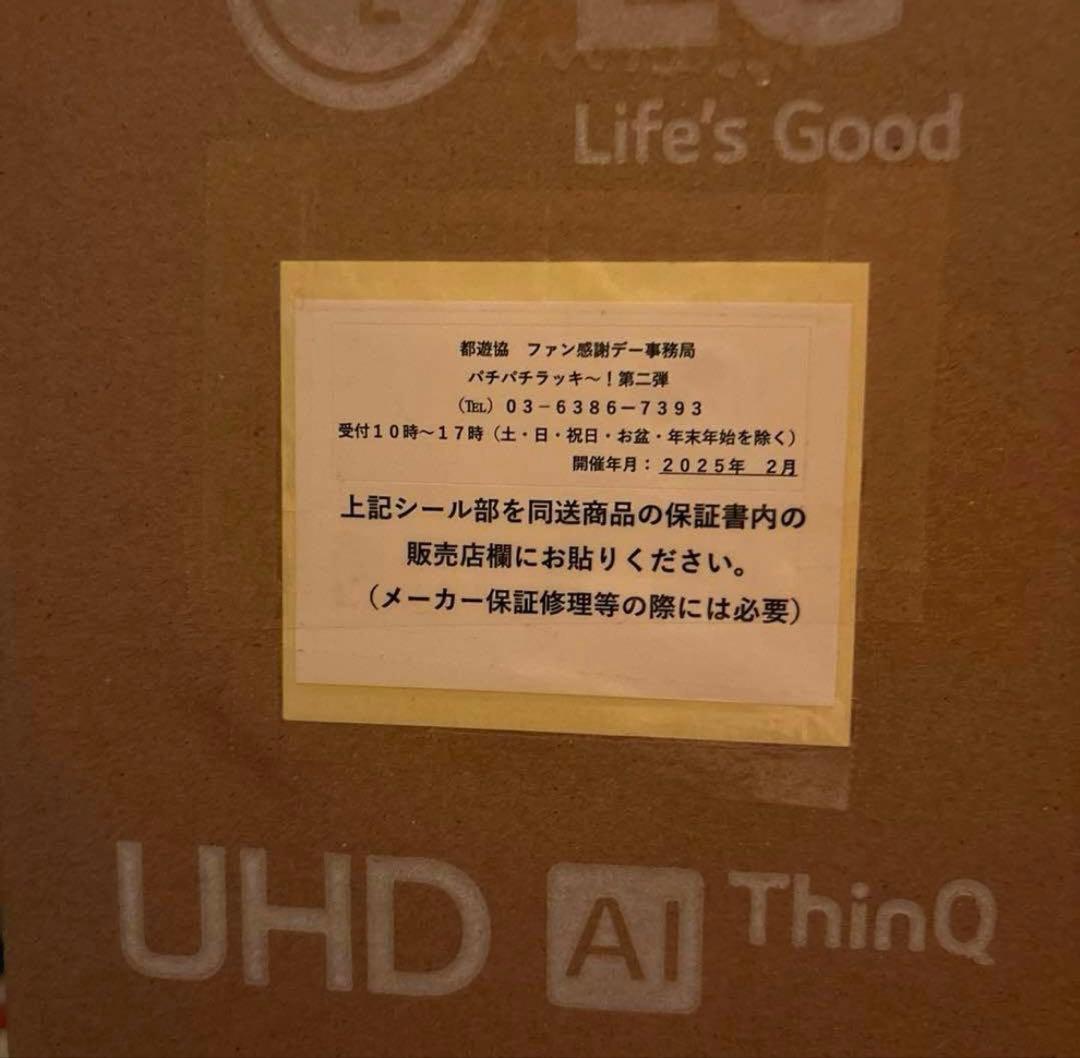 LG
Life's Good
都遊協　ファン感謝デー事務局
パチパチラッキ～！第二弾
（℡）０３－６３８６－７３９３
受付１０時～１７時（土・日・祝日・お盆・年末年始を除く）
開催年月：２０２５年　２月
上記シール部を同送商品の保証書内の
販売店欄にお貼りください。
（メーカー保証修理等の際には必要）
UHD AI ThinQ